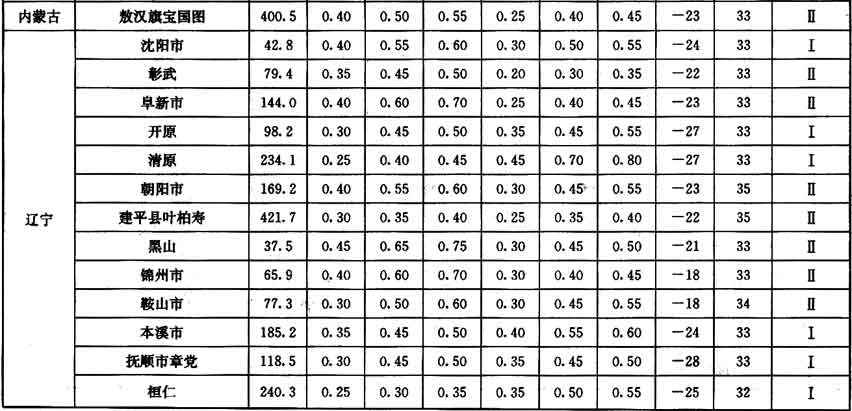 内蒙古 敖汉旗宝国图 400.5 0.40 0.50 0.55 0.25 0.40 0.45 －23 33 Ⅱ
沈阳市 42.8 0.40 0.55 0.60 0.30 0.50 0.55 －24 33 Ⅰ
彰武 79.4 0.35 0.45 0.50 0.20 0.30 0.35 －22 33 Ⅱ
阜新市 144.0 0.40 0.60 0.70 0.25 0.40 0.45 －23 33 Ⅱ
开原 98.2 0.30 0.45 0.50 0.35 0.45 0.55 －27 33 Ⅰ
清原 234.1 0.25 0.40 0.45 0.45 0.70 0.80 －27 33 Ⅰ
朝阳市 169.2 0.40 0.55 0.60 0.30 0.45 0.55 －23 35 Ⅱ
辽宁 建平县叶柏寿 421.7 0.30 0.35 0.40 0.25 0.35 0.40 －22 35 Ⅱ
黑山 37.5 0.45 0.65 0.75 0.30 0.45 0.50 －21 33 Ⅱ
锦州市 65.9 0.40 0.60 0.70 0.30 0.40 0.45 －18 33 Ⅱ
鞍山市 77.3 0.30 0.50 0.60 0.30 0.45 0.55 －18 34 Ⅱ
本溪市 185.2 0.35 0.45 0.50 0.40 0.55 0.60 －24 33 Ⅰ
抚顺市章党 118.5 0.30 0.45 0.50 0.35 0.45 0.50 －28 33 Ⅰ
桓仁 240.3 0.25 0.30 0.35 0.35 0.50 0.55 －25 32 Ⅰ